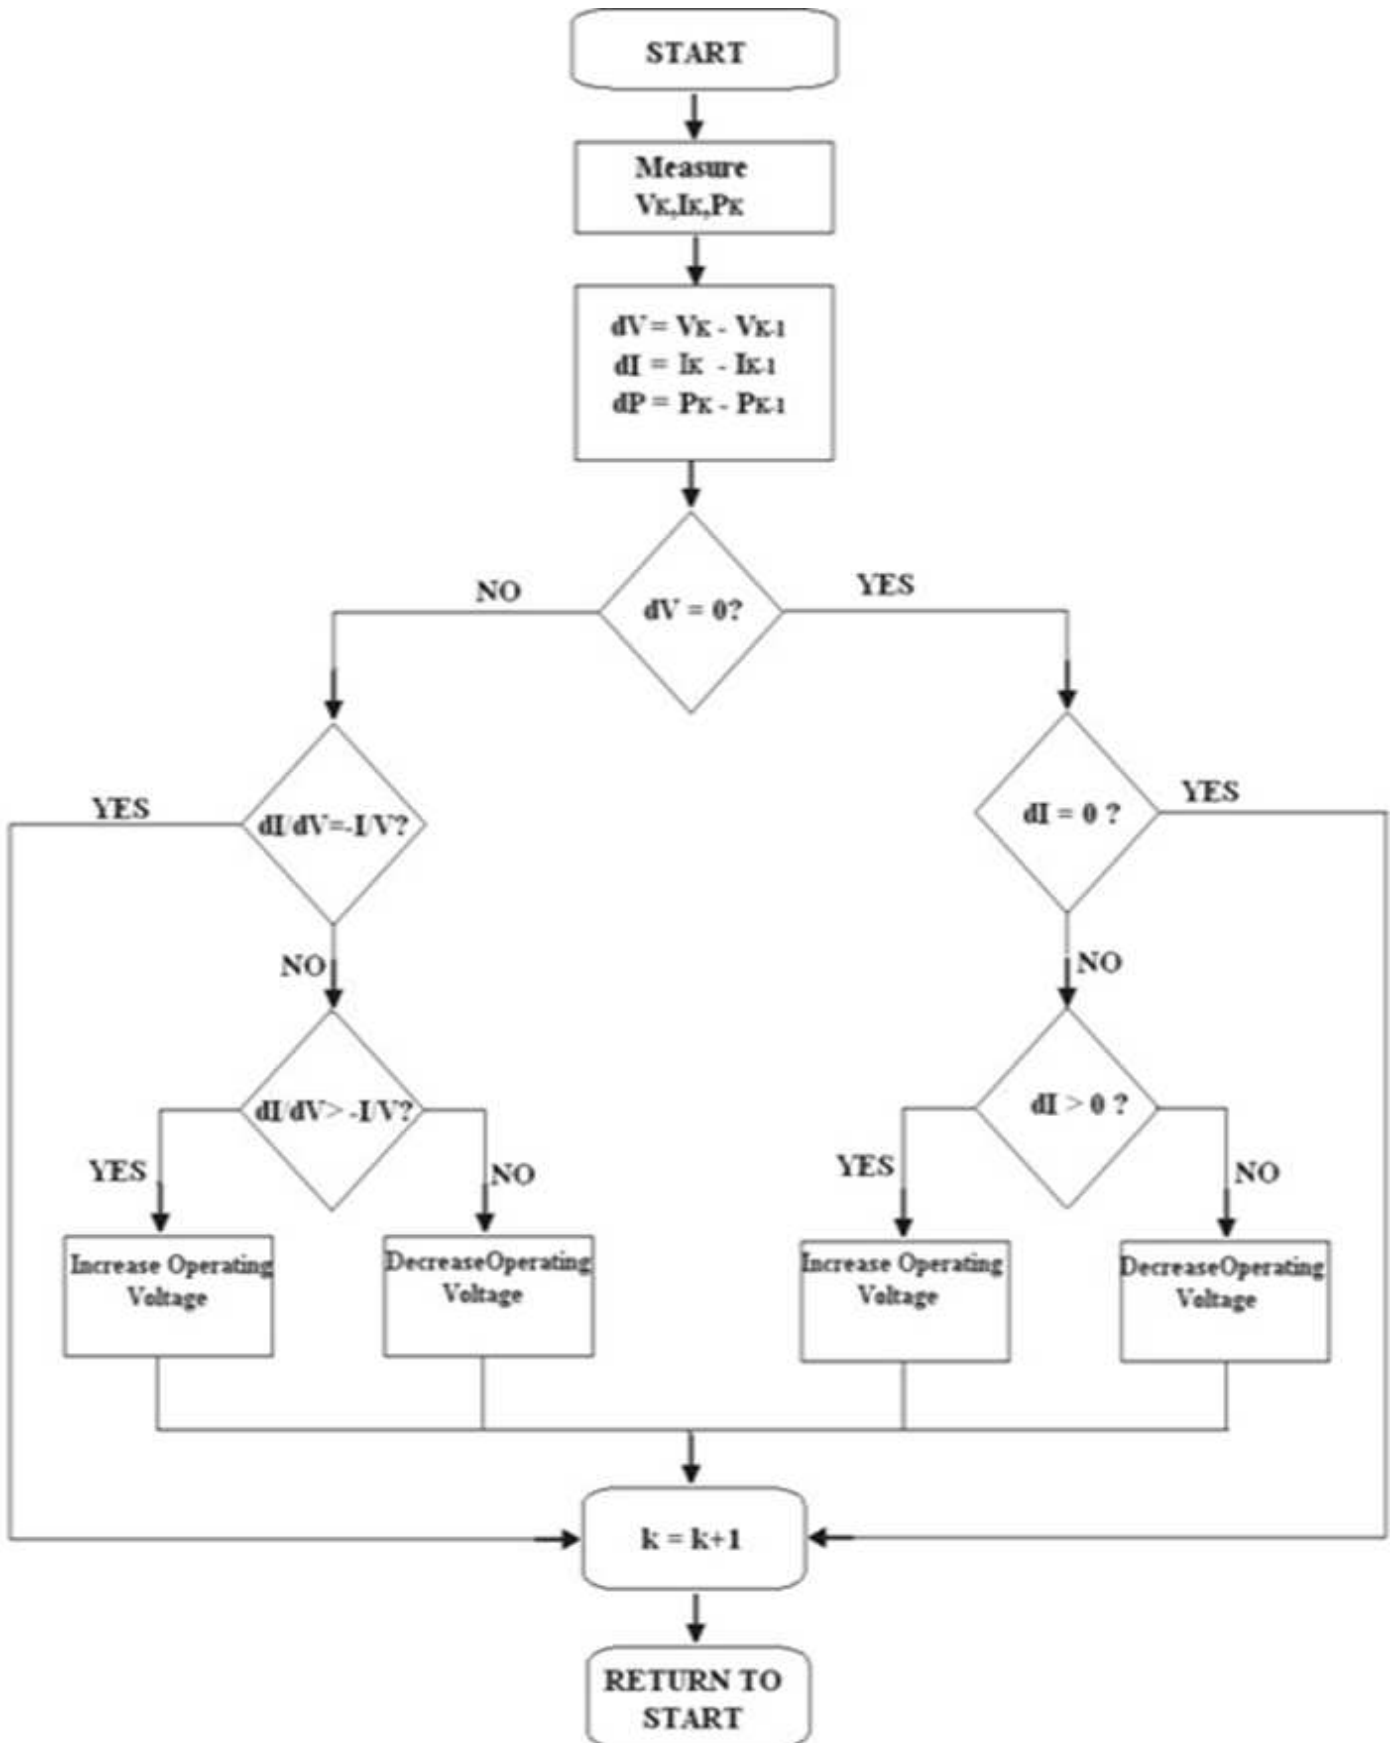 START
Measure
VK,IK,PK
dV = VK - VK-1
dI = IK - IK-1
dP = PK - PK-1
NO
YES
dV = 0?
YES
dI/dV=-I/V?
YES
dI = 0 ?
NO
NO
dI/dV> -I/V?
dI > 0 ?
YES
NO
YES
NO
Increase Operating
Voltage
DecreaseOperating
Voltage
Increase Operating
Voltage
DecreaseOperating
Voltage
k = k+1
RETURN TO
START